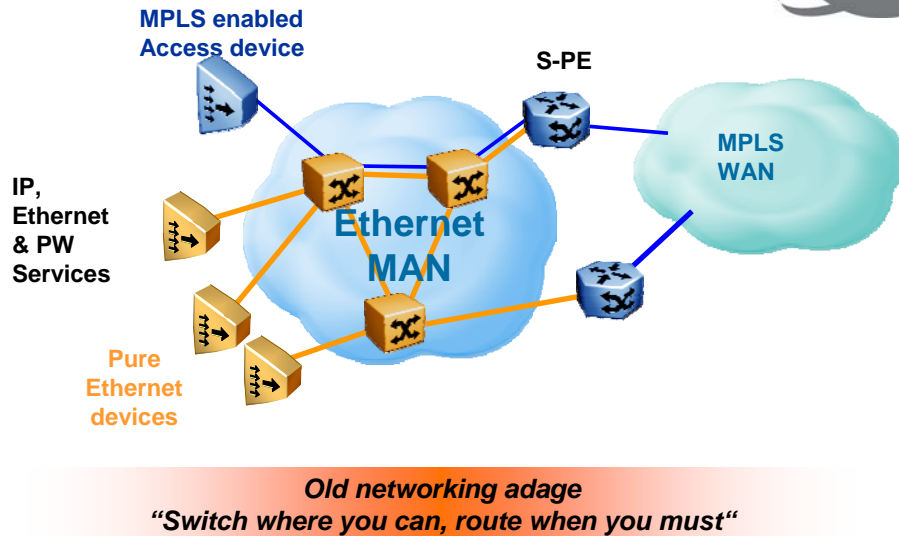 MPLS enabled
Access device
S-PE
MPLS
WAN
IP,
Ethernet
& PW
Services
Ethernet
MAN
Pure
Ethernet
devices
Old networking adage
“Switch where you can, route when you must“